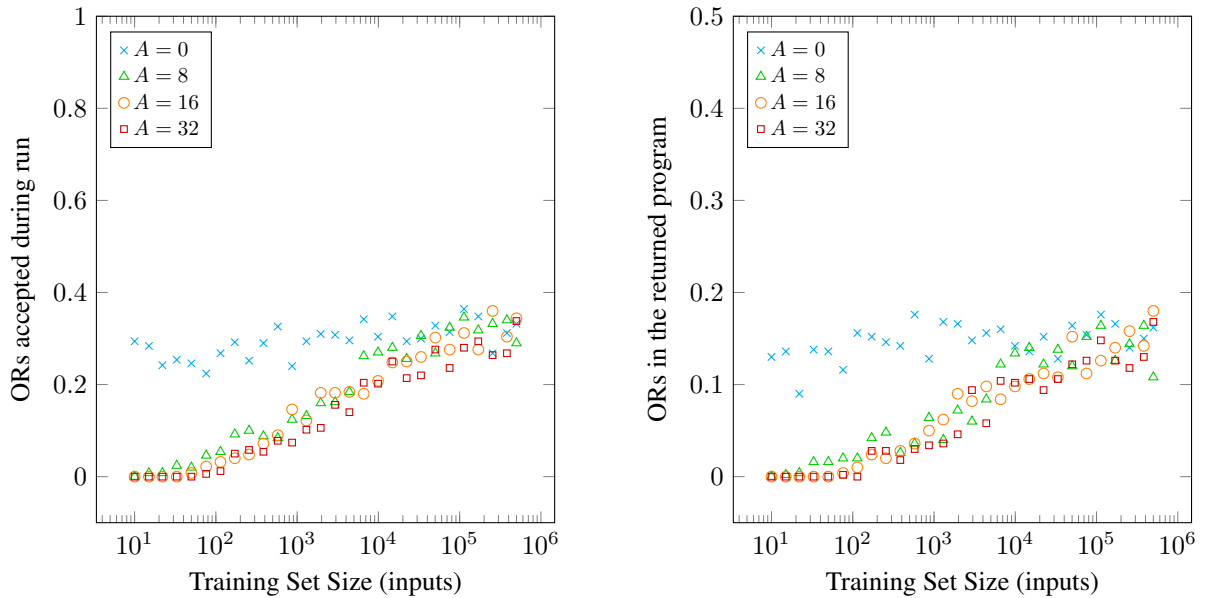 ORs accepted during run
1
0.8
0.6
0.4
0.2
0
A = 0
A = 8
A = 16
A = 32
10^1 10^2 10^3 10^4 10^5 10^6
Training Set Size (inputs)
ORs in the returned program
0.5
0.4
0.3
0.2
0.1
0
A = 0
A = 8
A = 16
A = 32
10^1 10^2 10^3 10^4 10^5 10^6
Training Set Size (inputs)